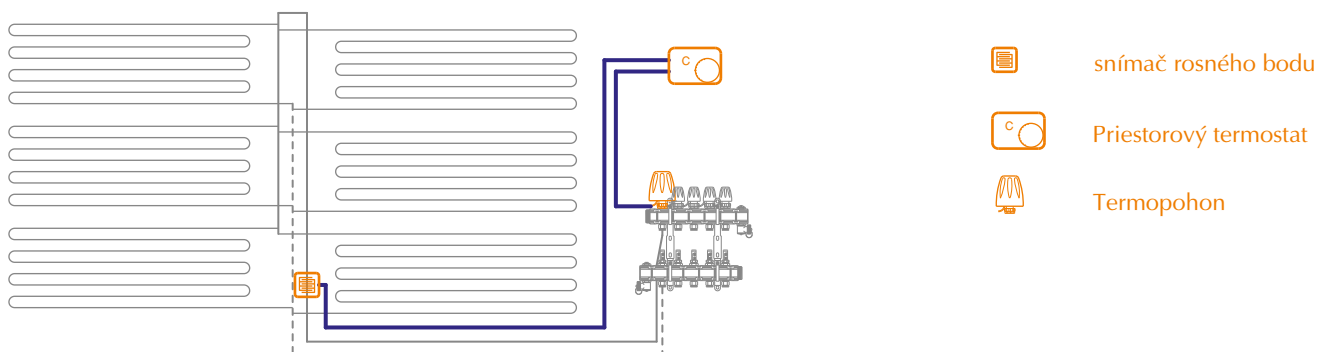 C
snímač rosného bodu
C
Priestorový termostat
Termopohon